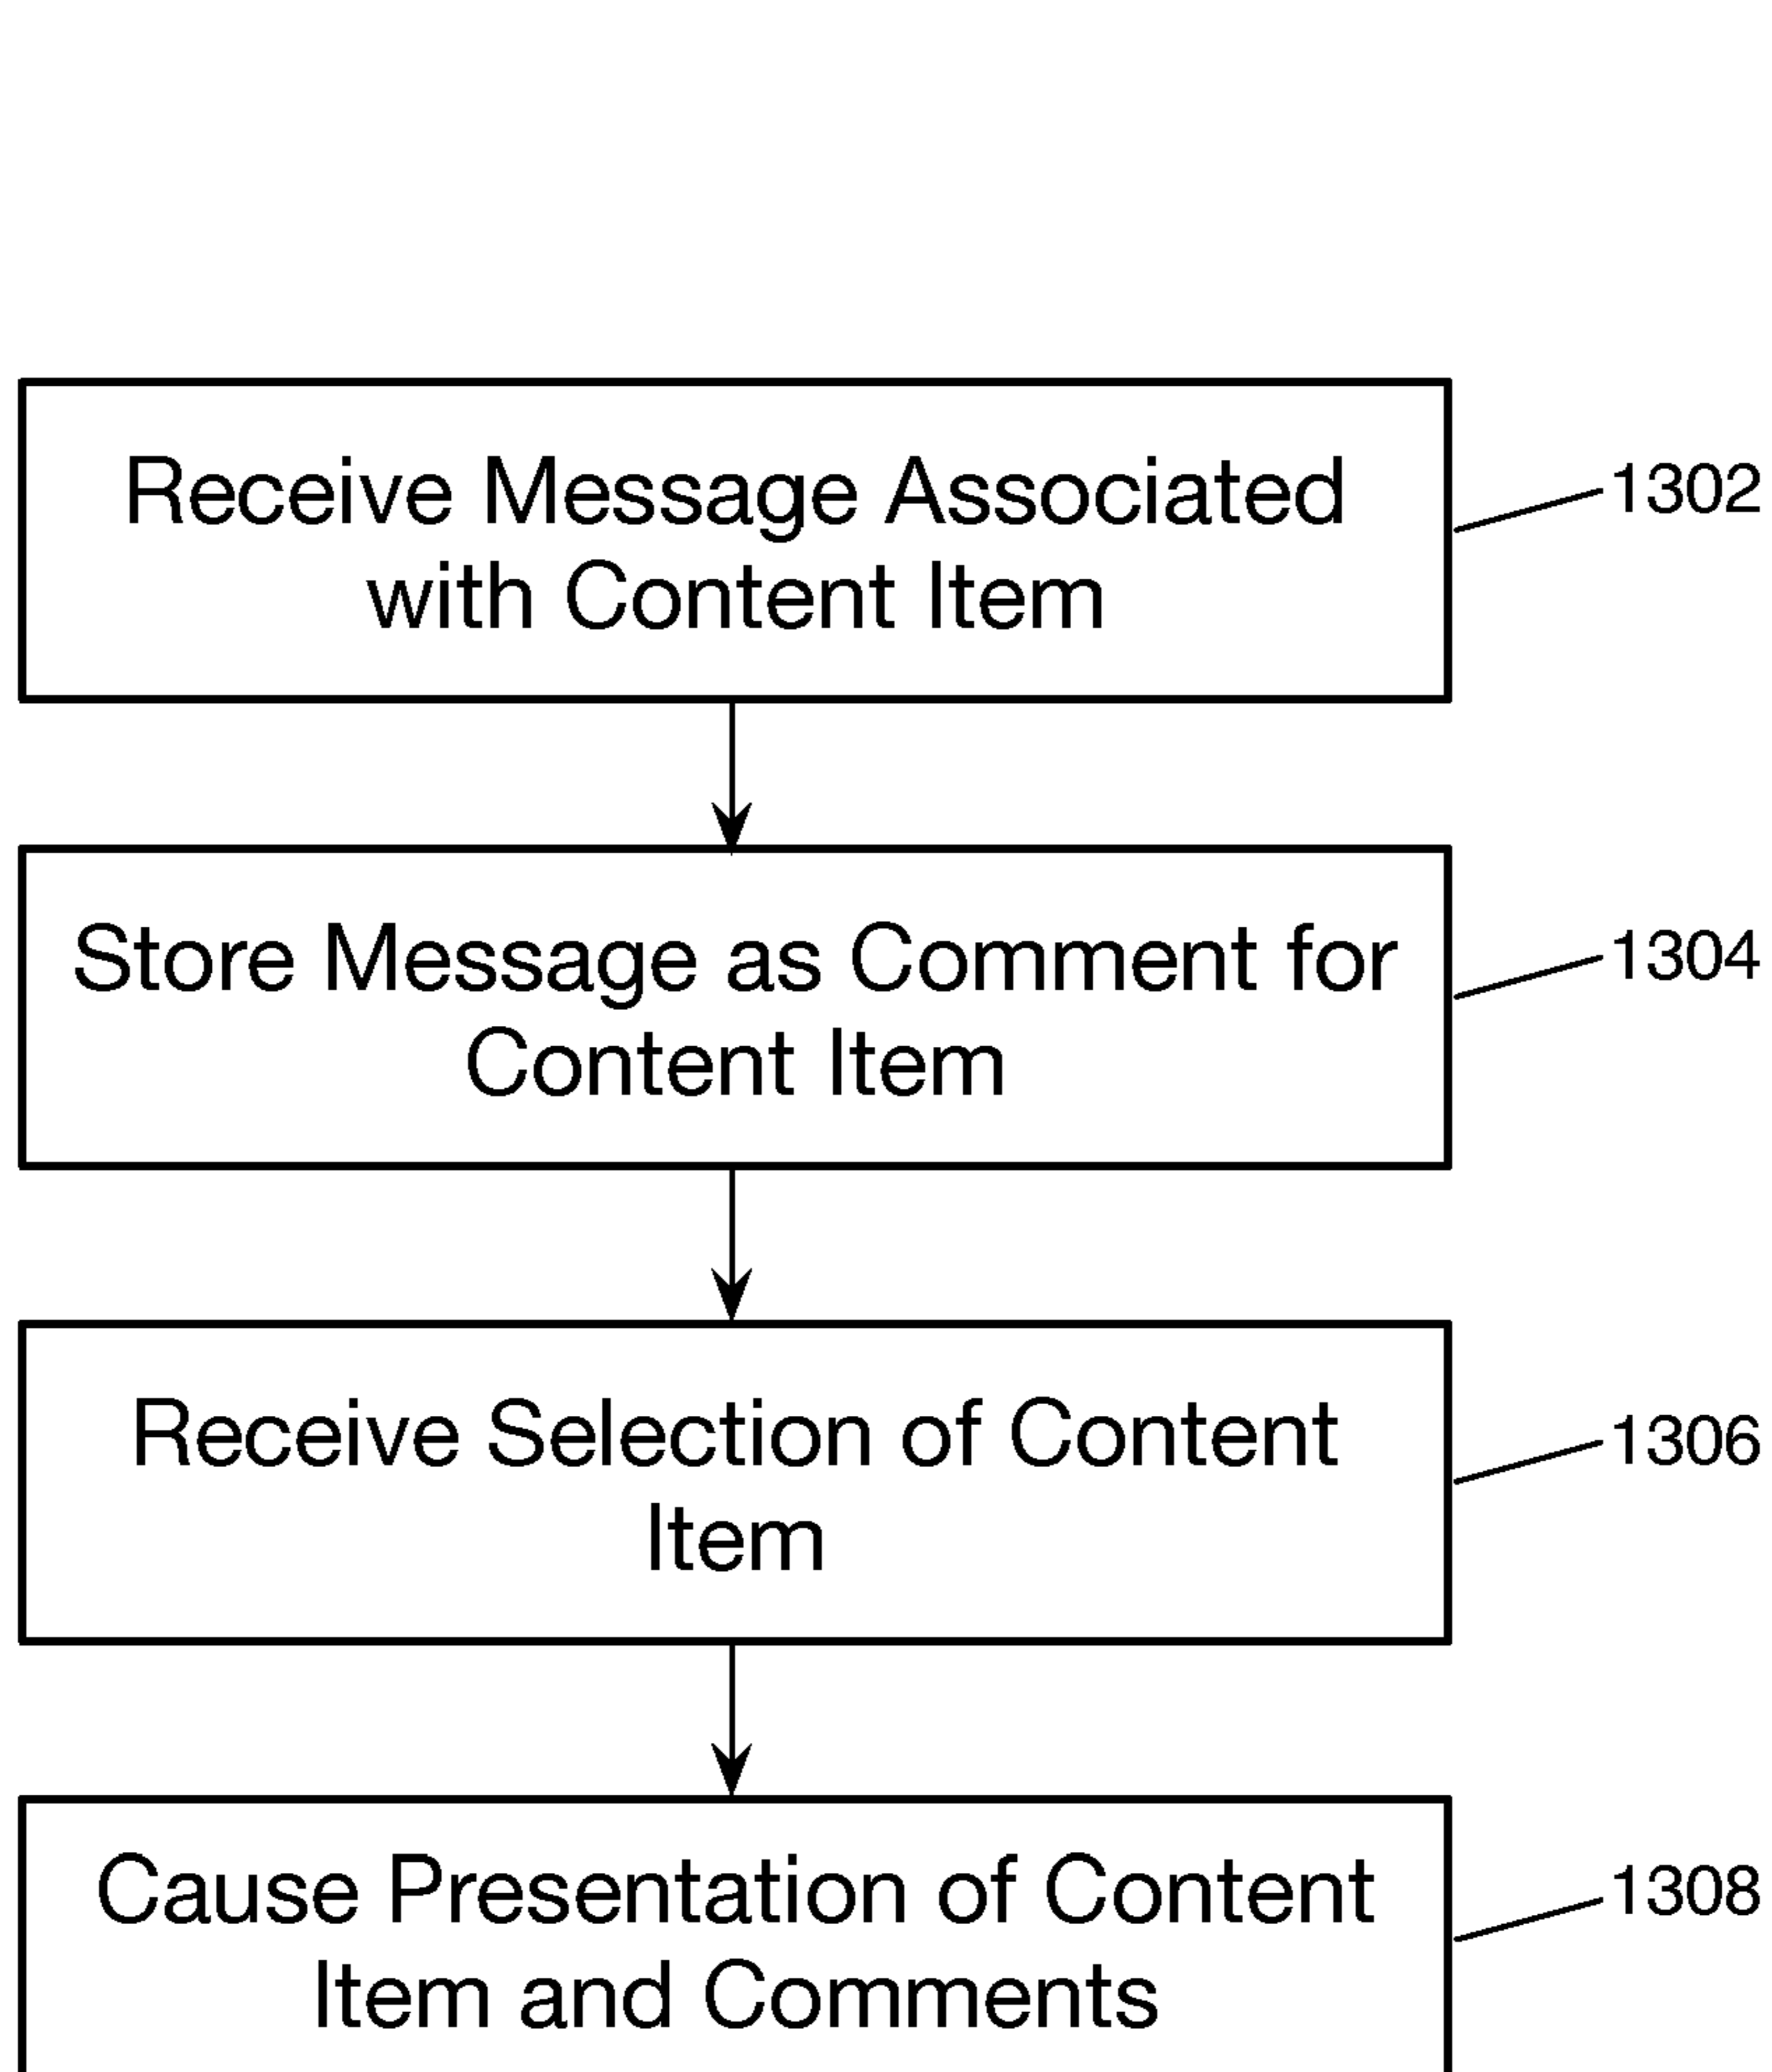 Receive Message Associated
with Content Item
1302
Store Message as Comment for
Content Item
1304
Receive Selection of Content
Item
1306
Cause Presentation of Content
Item and Comments
1308